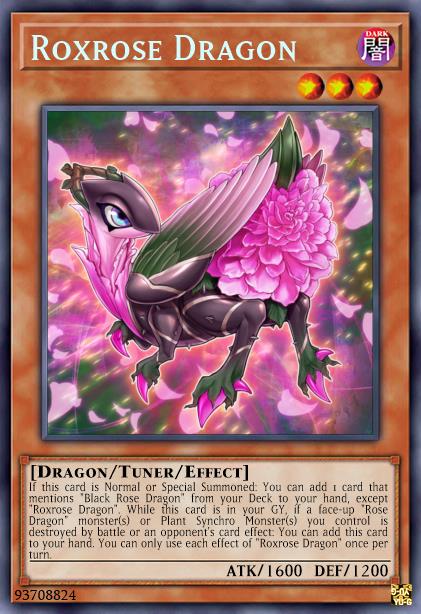 Roxrose Dragon
DARK
闇
[Dragon/Tuner/Effect]
If this card is Normal or Special Summoned: You can add 1 card that
mentions "Black Rose Dragon" from your Deck to your hand, except
"Roxrose Dragon". While this card is in your GY, if a face-up "Rose
Dragon" monster(s) or Plant Synchro Monster(s) you control is
destroyed by battle or an opponent's card effect: You can add this card
to your hand. You can only use each effect of "Roxrose Dragon" once per
turn.
ATK/1600 DEF/1200
93708824